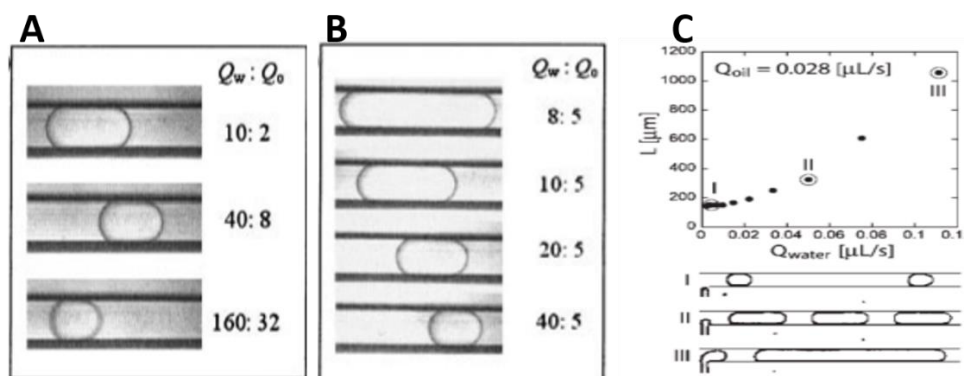 A
Qw : Q0
10: 2
40: 8
160: 32
B
Qw : Q0
8: 5
10: 5
20: 5
40: 5
C
1200
1000
800
600
400
200
0
L [µm]
Qoil = 0.028 [µL/s]
I
II
III
0 0.02 0.04 0.06 0.08 0.1
Qwater [µL/s]
I
II
III